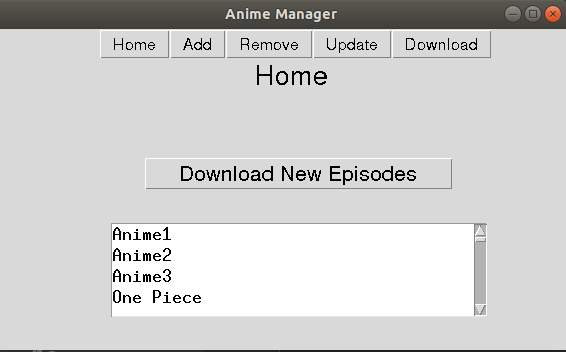 Anime Manager
Home Add Remove Update Download
Home
Download New Episodes
Anime1
Anime2
Anime3
One Piece